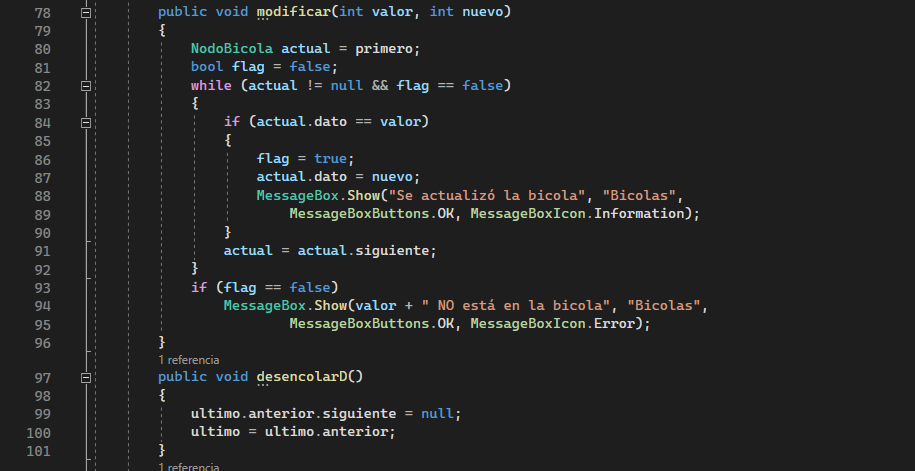 78 public void modificar(int valor, int nuevo)
79 {
80 NodoBicola actual = primero;
81 bool flag = false;
82 while (actual != null && flag == false)
83 {
84 if (actual.dato == valor)
85 {
86 flag = true;
87 actual.dato = nuevo;
88 MessageBox.Show("Se actualizó la bicola", "Bicolas",
89 MessageBoxButtons.OK, MessageBoxIcon.Information);
90 }
91 actual = actual.siguiente;
92 }
93 if (flag == false)
94 MessageBox.Show(valor + " NO está en la bicola", "Bicolas",
95 MessageBoxButtons.OK, MessageBoxIcon.Error);
96 }
1 referencia
97 public void desencolarD()
98 {
99 ultimo.anterior.siguiente = null;
100 ultimo = ultimo.anterior;
101 }
1 referencia